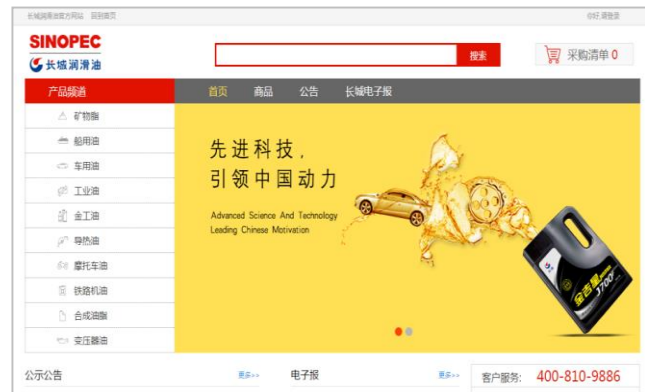 长城润滑油官方网站 回到首页
你好,请登录
SINOPEC
长城润滑油
搜索
采购清单 0
产品频道
首页 商品 公告 长城电子报
矿物脂
船用油
车用油
工业油
金工油
导热油
摩托车油
铁路机油
合成油脂
变压器油
先进科技,
引领中国动力
Advanced Science And Technology
Leading Chinese Motivation
金吉星
J700F
公示公告
更多>>
电子报
更多>>
客户服务: 400-810-9886